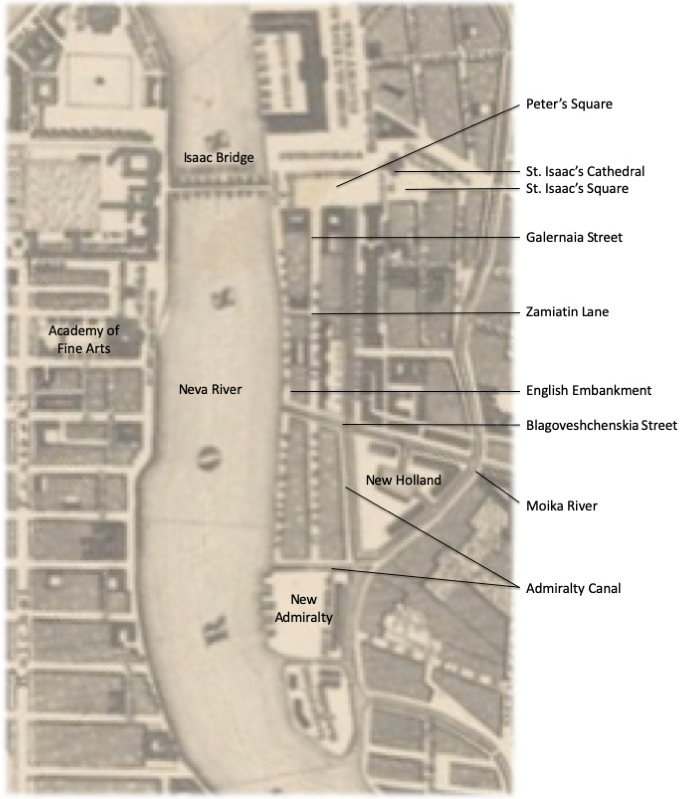 Peter's Square
Isaac Bridge
St. Isaac's Cathedral
St. Isaac's Square
Galernaia Street
Zamiatin Lane
Academy of
Fine Arts
Neva River
English Embankment
Blagoveshchenskia Street
New Holland
Moika River
Admiralty Canal
New
Admiralty